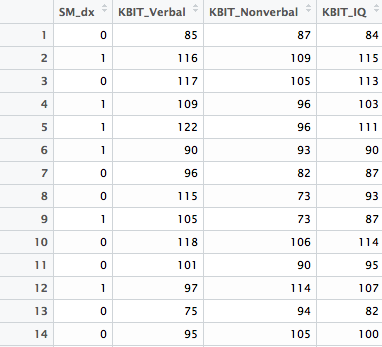 SM_dx KBIT_Verbal KBIT_Nonverbal KBIT_IQ
1 0 85 87 84
2 1 116 109 115
3 0 117 105 113
4 1 109 96 103
5 1 122 96 111
6 1 90 93 90
7 0 96 82 87
8 0 115 73 93
9 1 105 73 87
10 0 118 106 114
11 0 101 90 95
12 1 97 114 107
13 0 75 94 82
14 0 95 105 100